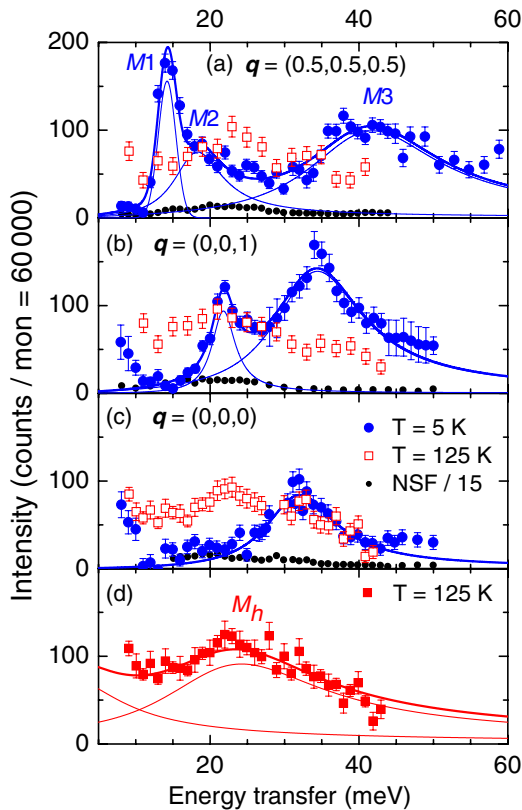 20 40 60
200
M1
(a) q = (0.5,0.5,0.5)
M2
M3
100
0
(b) q = (0,0,1)
100
0
(c) q = (0,0,0)
T = 5 K
T = 125 K
NSF / 15
100
0
(d)
Mh
T = 125 K
100
0
20 40 60
Energy transfer (meV)
Intensity (counts / mon = 60 000)